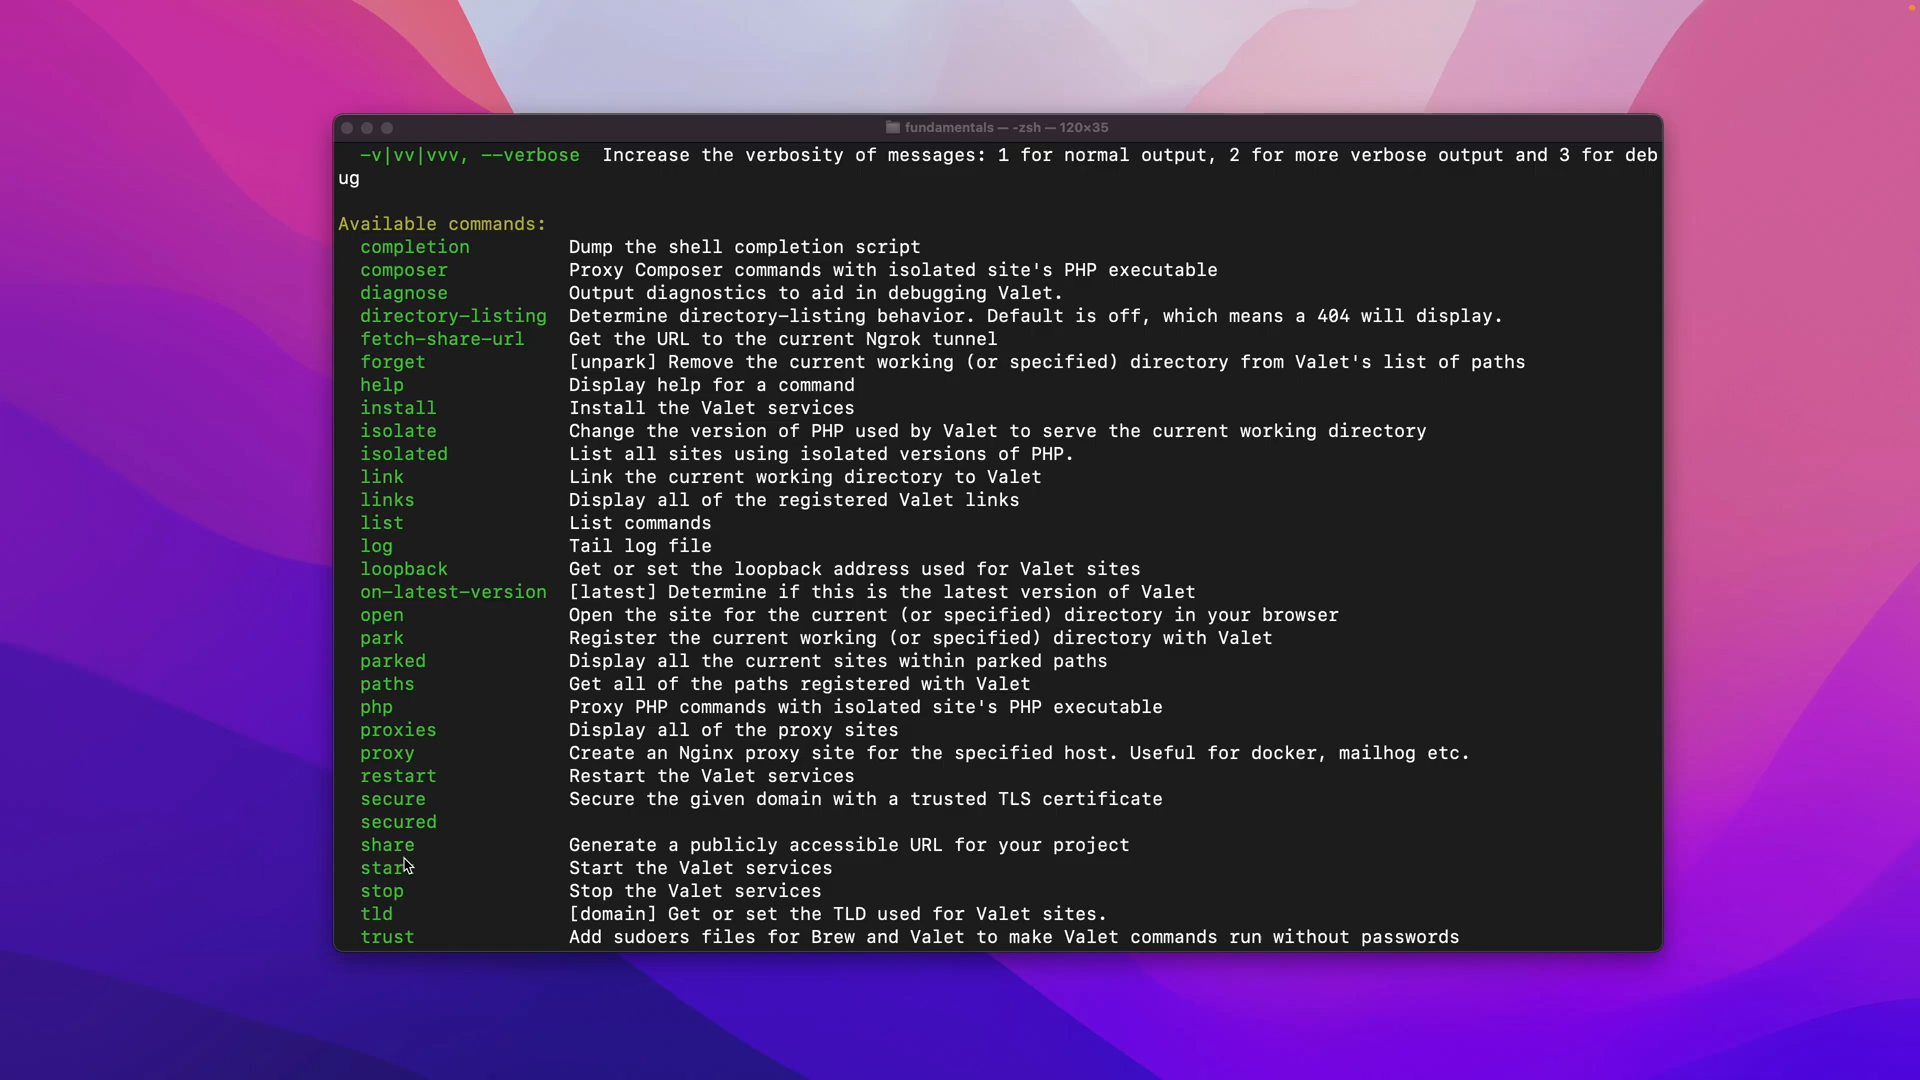 fundamentals — -zsh — 120×35
-v|vv|vvv, --verbose  Increase the verbosity of messages: 1 for normal output, 2 for more verbose output and 3 for deb
ug
Available commands:
completion  Dump the shell completion script
composer  Proxy Composer commands with isolated site's PHP executable
diagnose  Output diagnostics to aid in debugging Valet.
directory-listing  Determine directory-listing behavior. Default is off, which means a 404 will display.
fetch-share-url  Get the URL to the current Ngrok tunnel
forget  [unpark] Remove the current working (or specified) directory from Valet's list of paths
help  Display help for a command
install  Install the Valet services
isolate  Change the version of PHP used by Valet to serve the current working directory
isolated  List all sites using isolated versions of PHP.
link  Link the current working directory to Valet
links  Display all of the registered Valet links
list  List commands
log  Tail log file
loopback  Get or set the loopback address used for Valet sites
on-latest-version  [latest] Determine if this is the latest version of Valet
open  Open the site for the current (or specified) directory in your browser
park  Register the current working (or specified) directory with Valet
parked  Display all the current sites within parked paths
paths  Get all of the paths registered with Valet
php  Proxy PHP commands with isolated site's PHP executable
proxies  Display all of the proxy sites
proxy  Create an Nginx proxy site for the specified host. Useful for docker, mailhog etc.
restart  Restart the Valet services
secure  Secure the given domain with a trusted TLS certificate
secured
share  Generate a publicly accessible URL for your project
start  Start the Valet services
stop  Stop the Valet services
tld  [domain] Get or set the TLD used for Valet sites.
trust  Add sudoers files for Brew and Valet to make Valet commands run without passwords